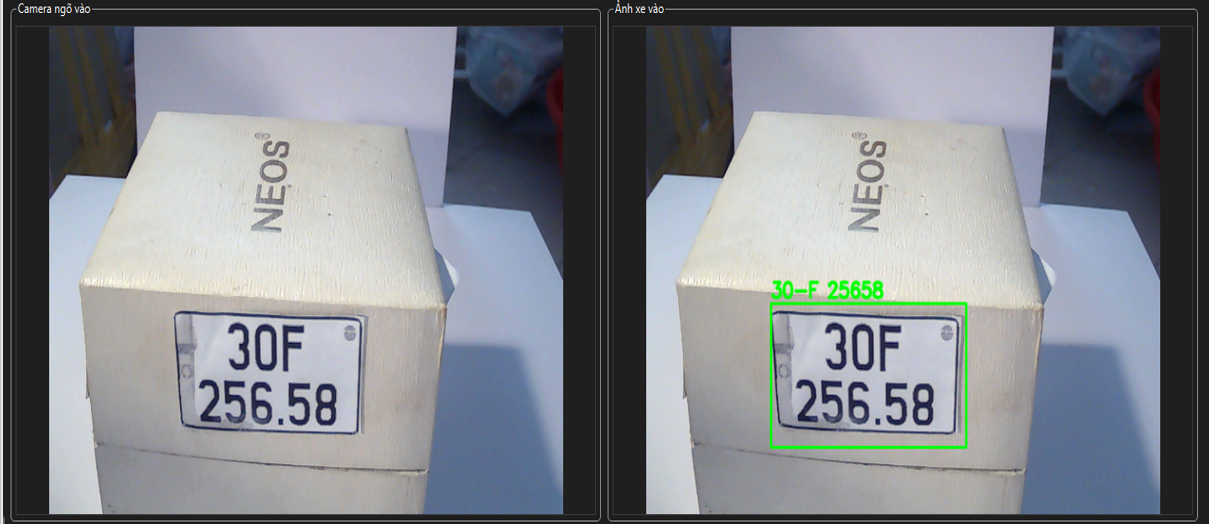 Camera ngõ vào
NEOS®
30F
256.58
Ảnh xe vào
NEOS®
30-F 25658
30F
256.58